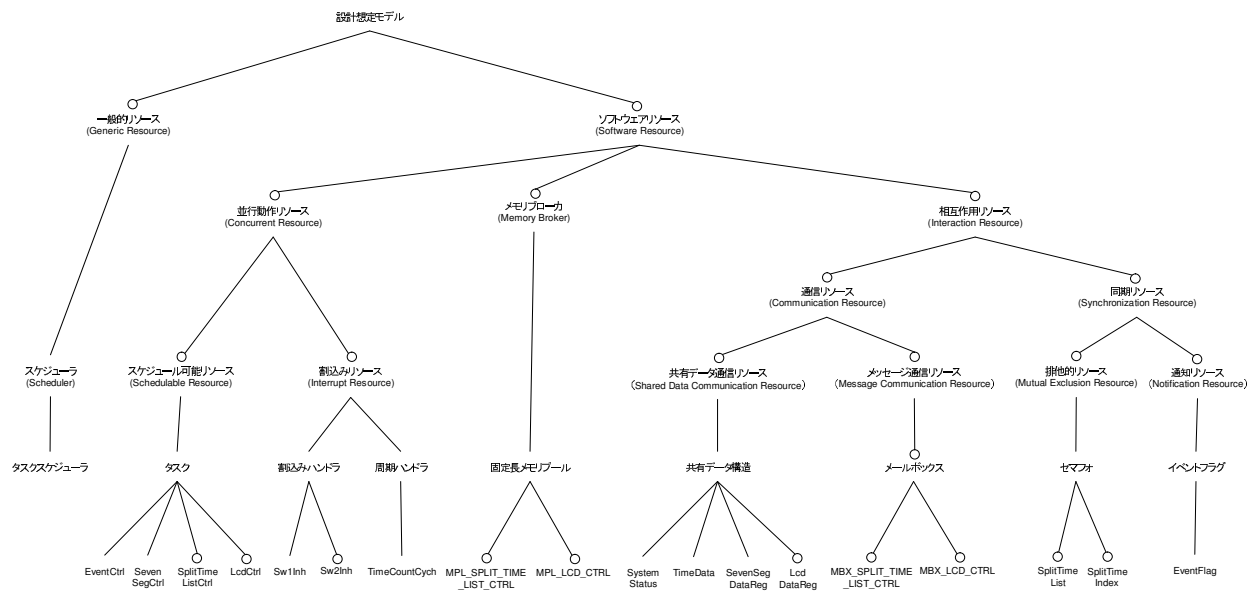 設計想定モデル
一般的リソース
(Generic Resource)
ソフトウェアリソース
(Software Resource)
並行動作リソース
(Concurrent Resource)
メモリブローカ
(Memory Broker)
相互作用リソース
(Interaction Resource)
通信リソース
(Communication Resource)
同期リソース
(Synchronization Resource)
スケジューラ
(Scheduler)
スケジュール可能リソース
(Schedulable Resource)
割込みリソース
(Interrupt Resource)
共有データ通信リソース
(Shared Data Communication Resource)
メッセージ通信リソース
(Message Communication Resource)
排他的リソース
(Mutual Exclusion Resource)
通知リソース
(Notification Resource)
タスクスケジューラ
タスク
割込みハンドラ
周期ハンドラ
固定長メモリプール
共有データ構造
メールボックス
セマフォ
イベントフラグ
EventCtrl
Seven
SegCtrl
SplitTime
ListCtrl
LcdCtrl
Sw1Inh
Sw2Inh
TimeCountCych
MPL_SPLIT_TIME
_LIST_CTRL
MPL_LCD_CTRL
System
Status
TimeData
SevenSeg
DataReg
Lcd
DataReg
MBX_SPLIT_TIME
_LIST_CTRL
MBX_LCD_CTRL
SplitTime
List
SplitTime
Index
EventFlag